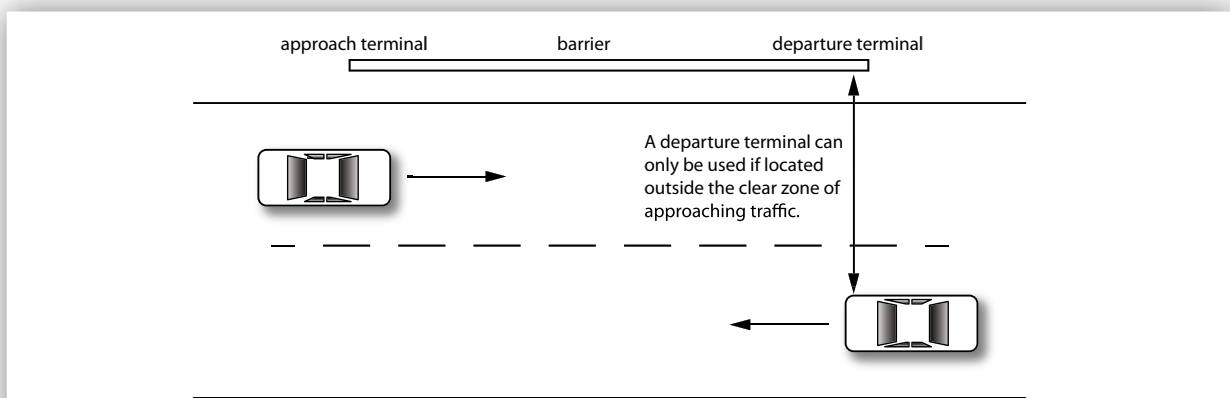 approach terminal barrier departure terminal
A departure terminal can
only be used if located
outside the clear zone of
approaching traffic.